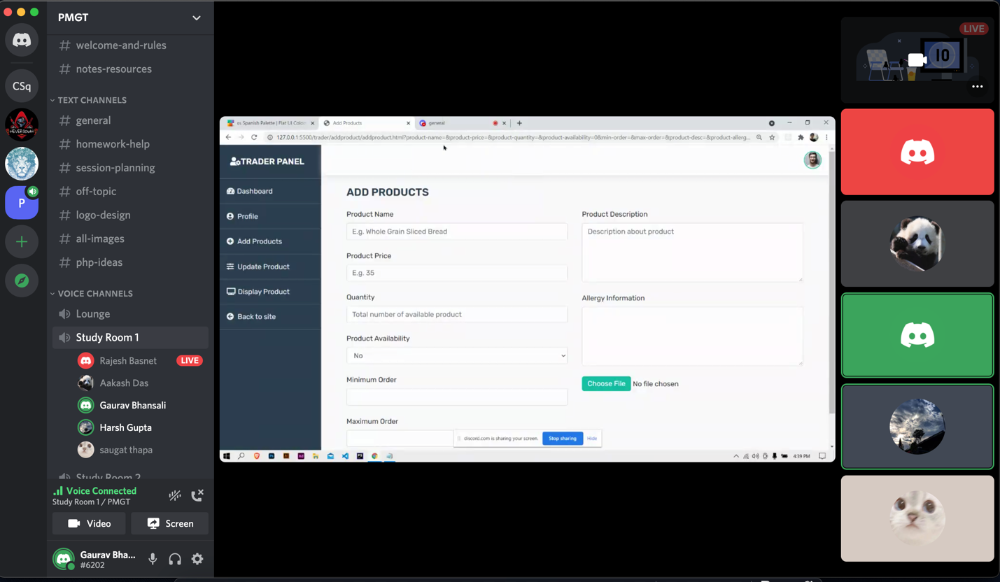 PMGT
welcome-and-rules
notes-resources
TEXT CHANNELS
general
homework-help
session-planning
off-topic
logo-design
all-images
php-ideas
VOICE CHANNELS
Lounge
Study Room 1
Rajesh Basnet LIVE
Aakash Das
Gaurav Bhansali
Harsh Gupta
saugat thapa
Study Room 2
Voice Connected
Study Room 1 / PMGT
Video Screen
Gaurav Bha...
#6202
CSq
NEVERDOWN
P
es Spanish Palette | Flat UI Color
Add Products
general
127.0.0.1:5500/trader/addproduct/addproduct.html?product-name=&product-price=&product-quantity=&product-availability=0&min-order=&max-order=&product-desc=&product-allerg...
TRADER PANEL
Dashboard
Profile
Add Products
Update Product
Display Product
Back to site
ADD PRODUCTS
Product Name
E.g. Whole Grain Sliced Bread
Product Price
E.g. 35
Quantity
Total number of available product
Product Availability
No
Minimum Order
Maximum Order
Product Description
Description about product
Allergy Information
Choose File No file chosen
discord.com is sharing your screen. Stop sharing Hide
4:39 PM
LIVE
10